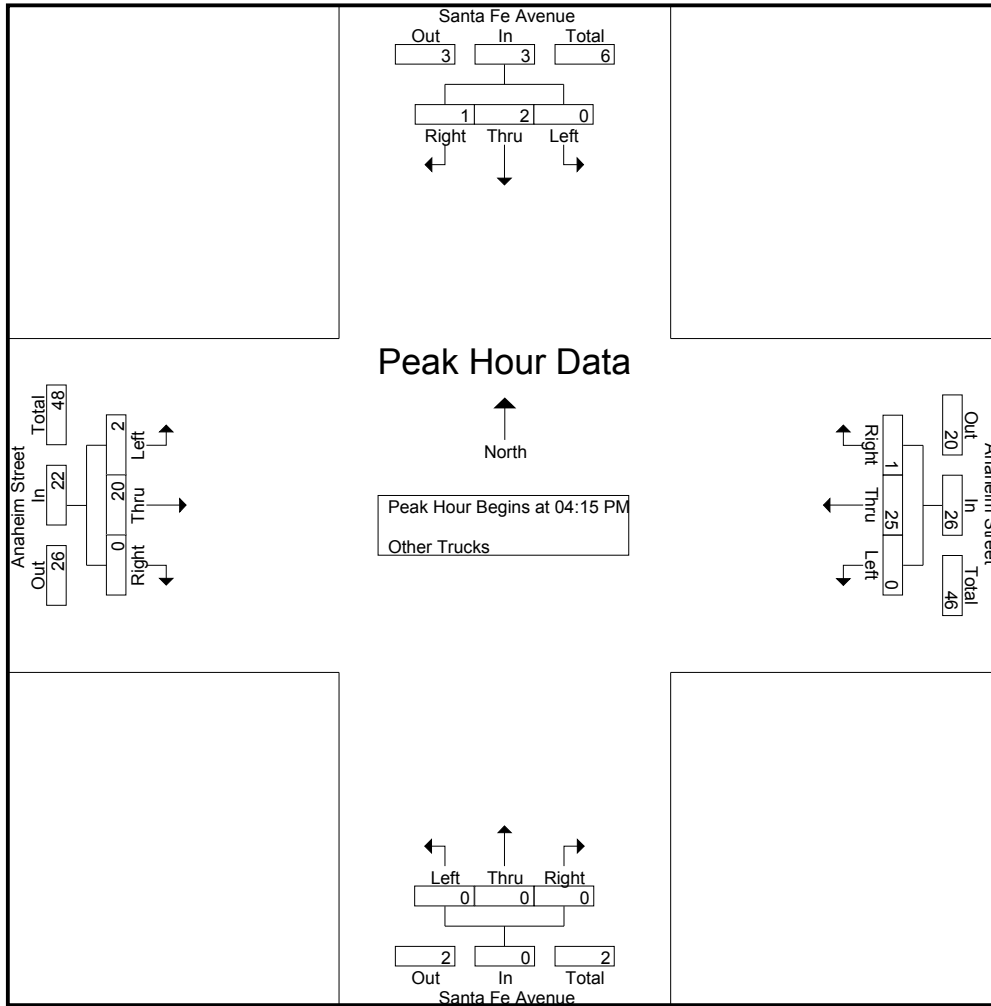 Santa Fe Avenue
Out In Total
3 3 6
1 2 0
Right Thru Left
Peak Hour Data
North
Peak Hour Begins at 04:15 PM
Other Trucks
Anaheim Street
Total In Out
48 22 26
2 20 0
Left Thru Right
Anaheim Street
Out In Total
20 26 46
1 25 0
Right Thru Left
Left Thru Right
0 0 0
2 0 2
Out In Total
Santa Fe Avenue